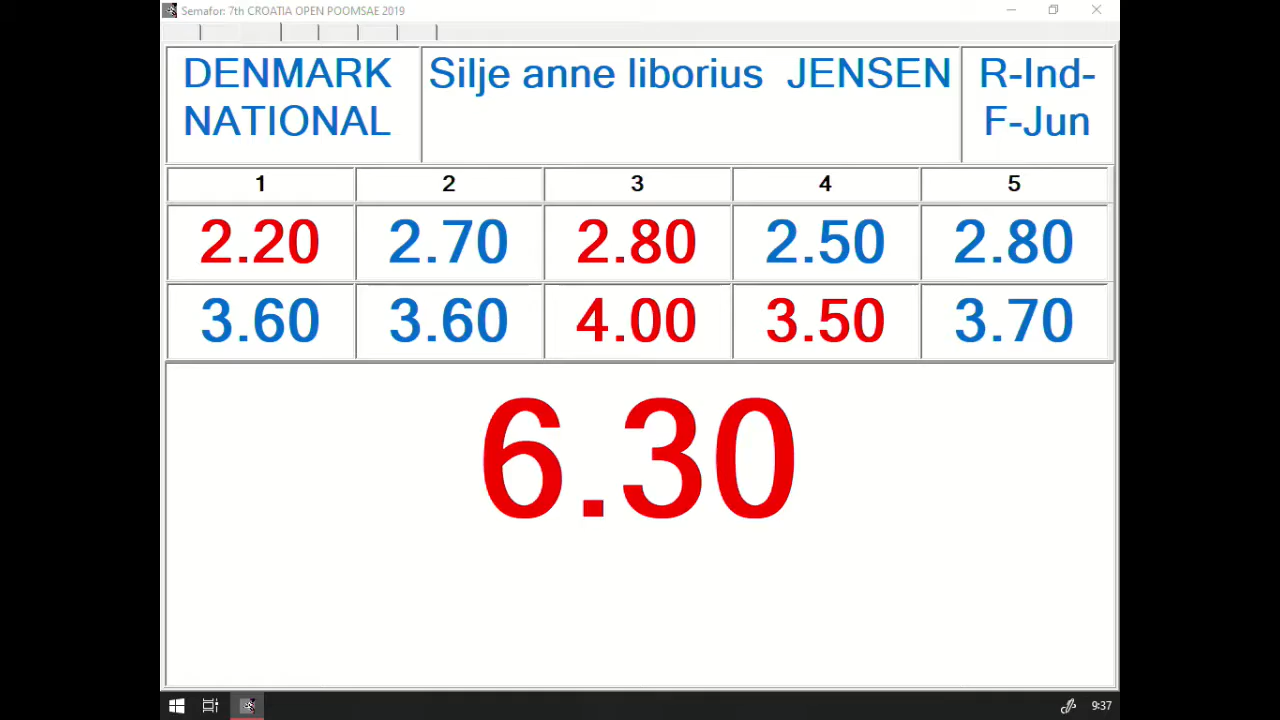 Semafor: 7th CROATIA OPEN POOMSAE 2019
DENMARK NATIONAL
Silje anne liborius JENSEN
R-Ind-F-Jun
1 2 3 4 5
2.20 2.70 2.80 2.50 2.80
3.60 3.60 4.00 3.50 3.70
6.30
9:37